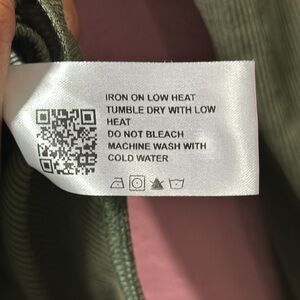 IRON ON LOW HEAT
TUMBLE DRY WITH LOW
HEAT
DO NOT BLEACH
MACHINE WASH WITH
COLD WATER